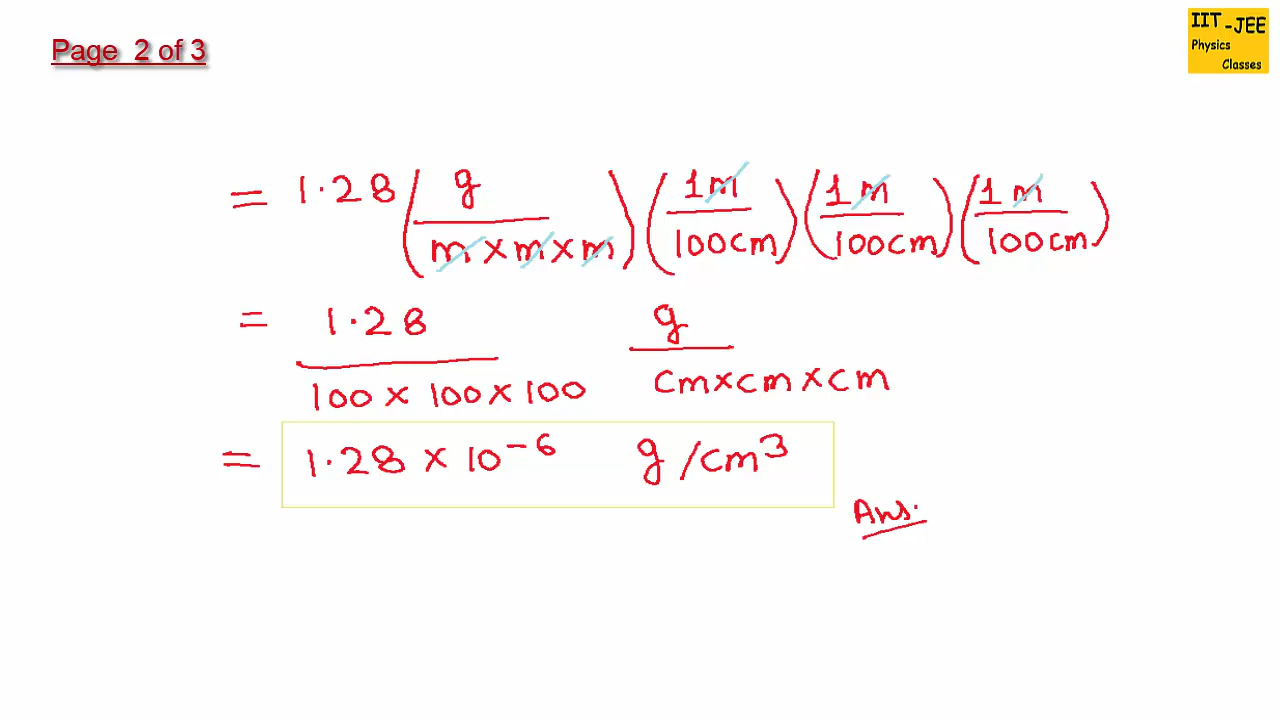 Page 2 of 3
IIT -JEE
Physics
Classes
= 1.28 (g / m × m × m) (1m / 100cm) (1m / 100cm) (1m / 100cm)
= 1.28 / 100 × 100 × 100 g / cm × cm × cm
= 1.28 × 10⁻⁶ g/cm³
Ans.